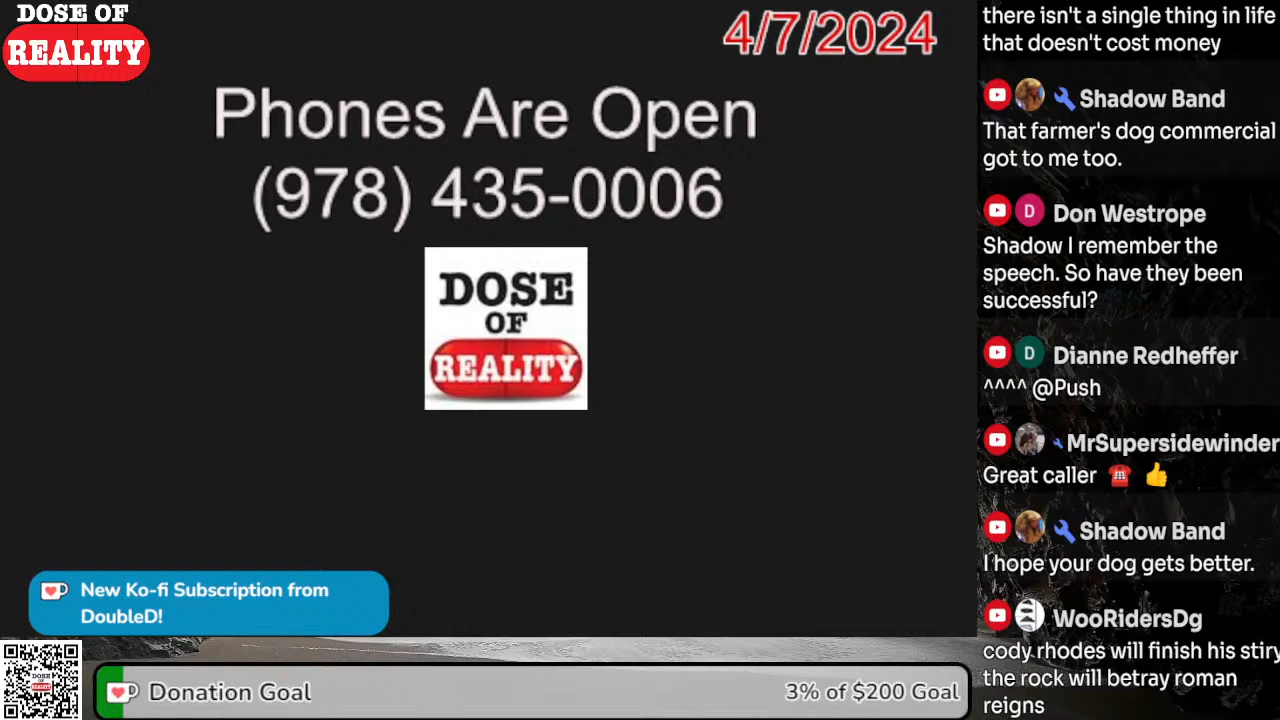 DOSE OF
REALITY
4/7/2024
Phones Are Open
(978) 435-0006
DOSE
OF
REALITY
New Ko-fi Subscription from
DoubleD!
DOSE
OF
REALITY
Donation Goal
3% of $200 Goal
there isn't a single thing in life
that doesn't cost money
Shadow Band
That farmer's dog commercial
got to me too.
D
Don Westrope
Shadow I remember the
speech. So have they been
successful?
D
Dianne Redheffer
^^^^ @Push
MrSupersidewinder
Great caller ☎️ 👍
Shadow Band
I hope your dog gets better.
WooRidersDg
cody rhodes will finish his stiry
the rock will betray roman
reigns